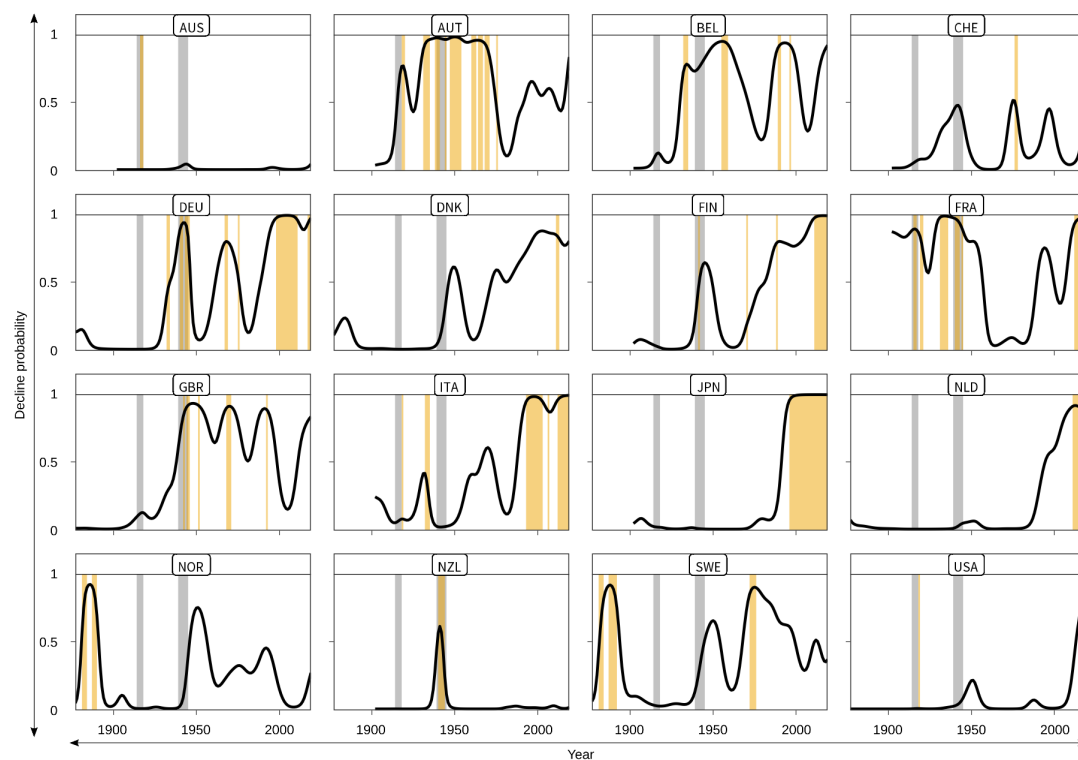 AUS AUT BEL CHE
1
0.5
0
DEU DNK FIN FRA
1
0.5
0
GBR ITA JPN NLD
1
0.5
0
NOR NZL SWE USA
1
0.5
0
1900 1950 2000 1900 1950 2000 1900 1950 2000 1900 1950 2000
Decline probability
Year